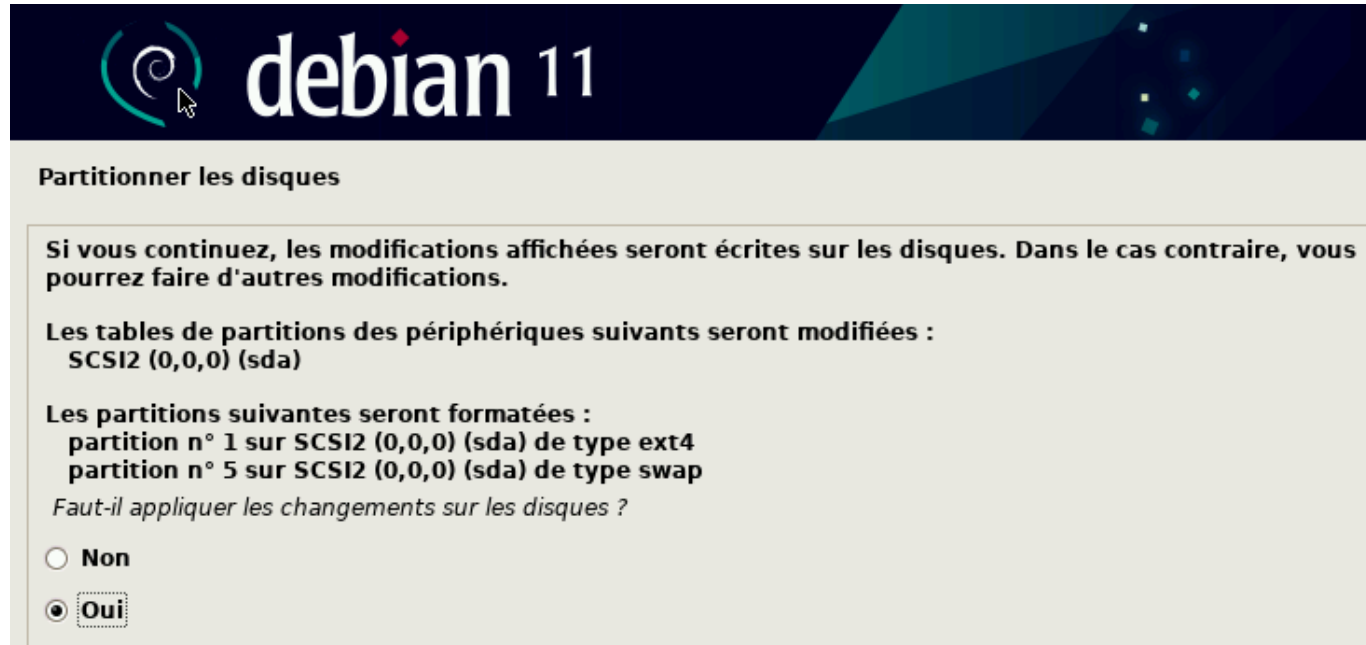 debian 11
Partitionner les disques
Si vous continuez, les modifications affichées seront écrites sur les disques. Dans le cas contraire, vous
pourrez faire d'autres modifications.
Les tables de partitions des périphériques suivants seront modifiées :
SCSI2 (0,0,0) (sda)
Les partitions suivantes seront formatées :
partition n° 1 sur SCSI2 (0,0,0) (sda) de type ext4
partition n° 5 sur SCSI2 (0,0,0) (sda) de type swap
Faut-il appliquer les changements sur les disques ?
Non
Oui